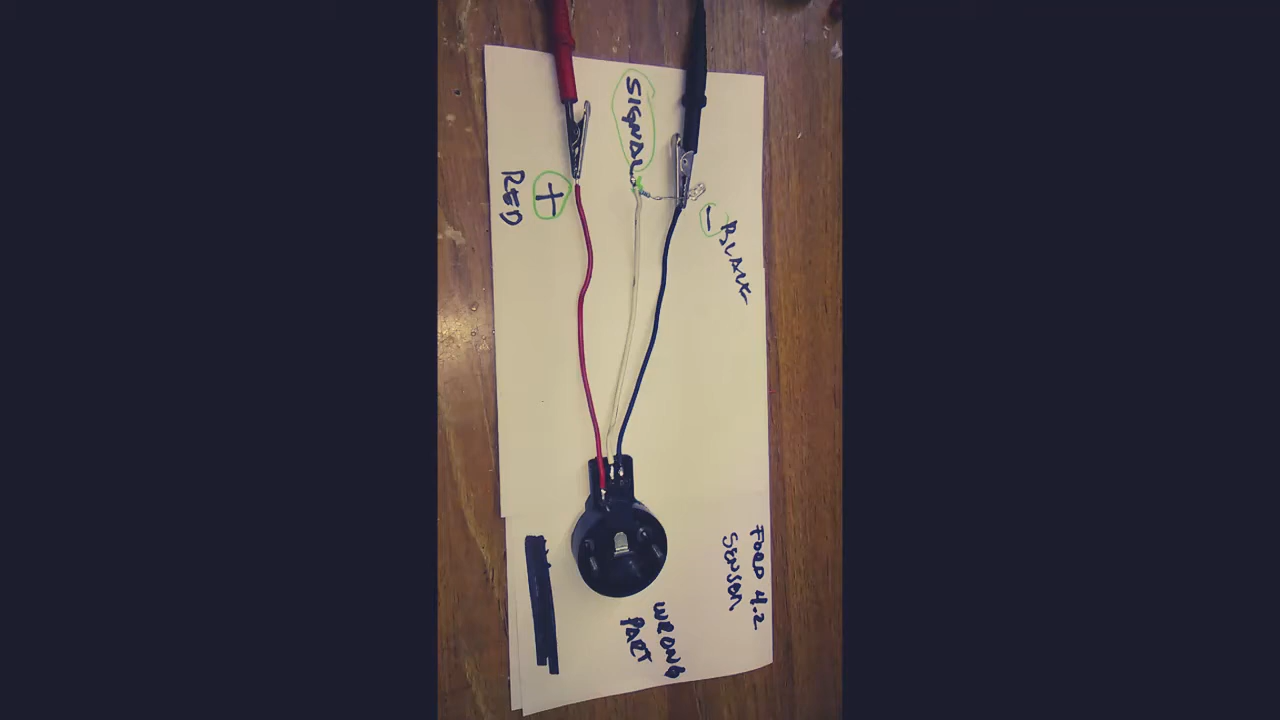 SIGNAL
+
RED
- BLACK
FORD 4.2
SENSOR
WRONG
PART